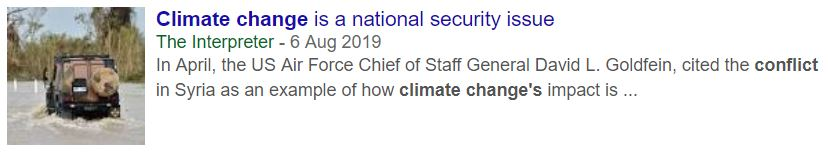 Climate change is a national security issue
The Interpreter - 6 Aug 2019
In April, the US Air Force Chief of Staff General David L. Goldfein, cited the conflict
in Syria as an example of how climate change's impact is ...